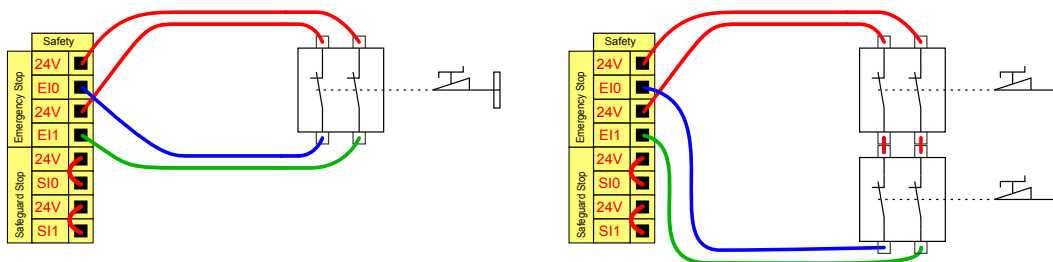 Safety
Emergency Stop
24V
EI0
24V
EI1
Safeguard Stop
24V
SI0
24V
SI1
Safety
Emergency Stop
24V
EI0
24V
EI1
Safeguard Stop
24V
SI0
24V
SI1